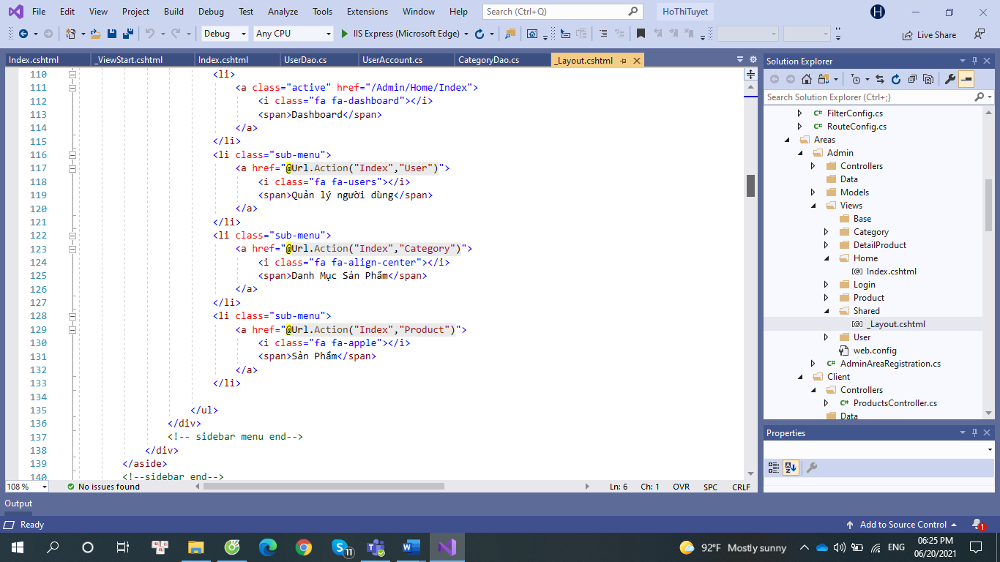 File Edit View Project Build Debug Test Analyze Tools Extensions Window Help Search (Ctrl+Q) HoThiTuyet H
Debug Any CPU IIS Express (Microsoft Edge) Live Share
Index.cshtml _ViewStart.cshtml Index.cshtml UserDao.cs UserAccount.cs CategoryDao.cs _Layout.cshtml
110 <li>
111 <a class="active" href="/Admin/Home/Index">
112 <i class="fa fa-dashboard"></i>
113 <span>Dashboard</span>
114 </a>
115 </li>
116 <li class="sub-menu">
117 <a href="@Url.Action("Index","User")">
118 <i class="fa fa-users"></i>
119 <span>Quản lý người dùng</span>
120 </a>
121 </li>
122 <li class="sub-menu">
123 <a href="@Url.Action("Index","Category")">
124 <i class="fa fa-align-center"></i>
125 <span>Danh Mục Sản Phẩm</span>
126 </a>
127 </li>
128 <li class="sub-menu">
129 <a href="@Url.Action("Index","Product")">
130 <i class="fa fa-apple"></i>
131 <span>Sản Phẩm</span>
132 </a>
133 </li>
134
135 </ul>
136 </div>
137 <!-- sidebar menu end-->
138 </div>
139 </aside>
140 <!--sidebar end-->
108 % No issues found Ln: 6 Ch: 1 OVR SPC CRLF
Solution Explorer
Search Solution Explorer (Ctrl+;)
C# FilterConfig.cs
C# RouteConfig.cs
Areas
Admin
Controllers
Data
Models
Views
Base
Category
DetailProduct
Home
[@] Index.cshtml
Login
Product
Shared
[@] _Layout.cshtml
User
web.config
C# AdminAreaRegistration.cs
Client
Controllers
C# ProductsController.cs
Data
Properties
Output
Ready Add to Source Control 1
11 92°F Mostly sunny ENG 06:25 PM
06/20/2021